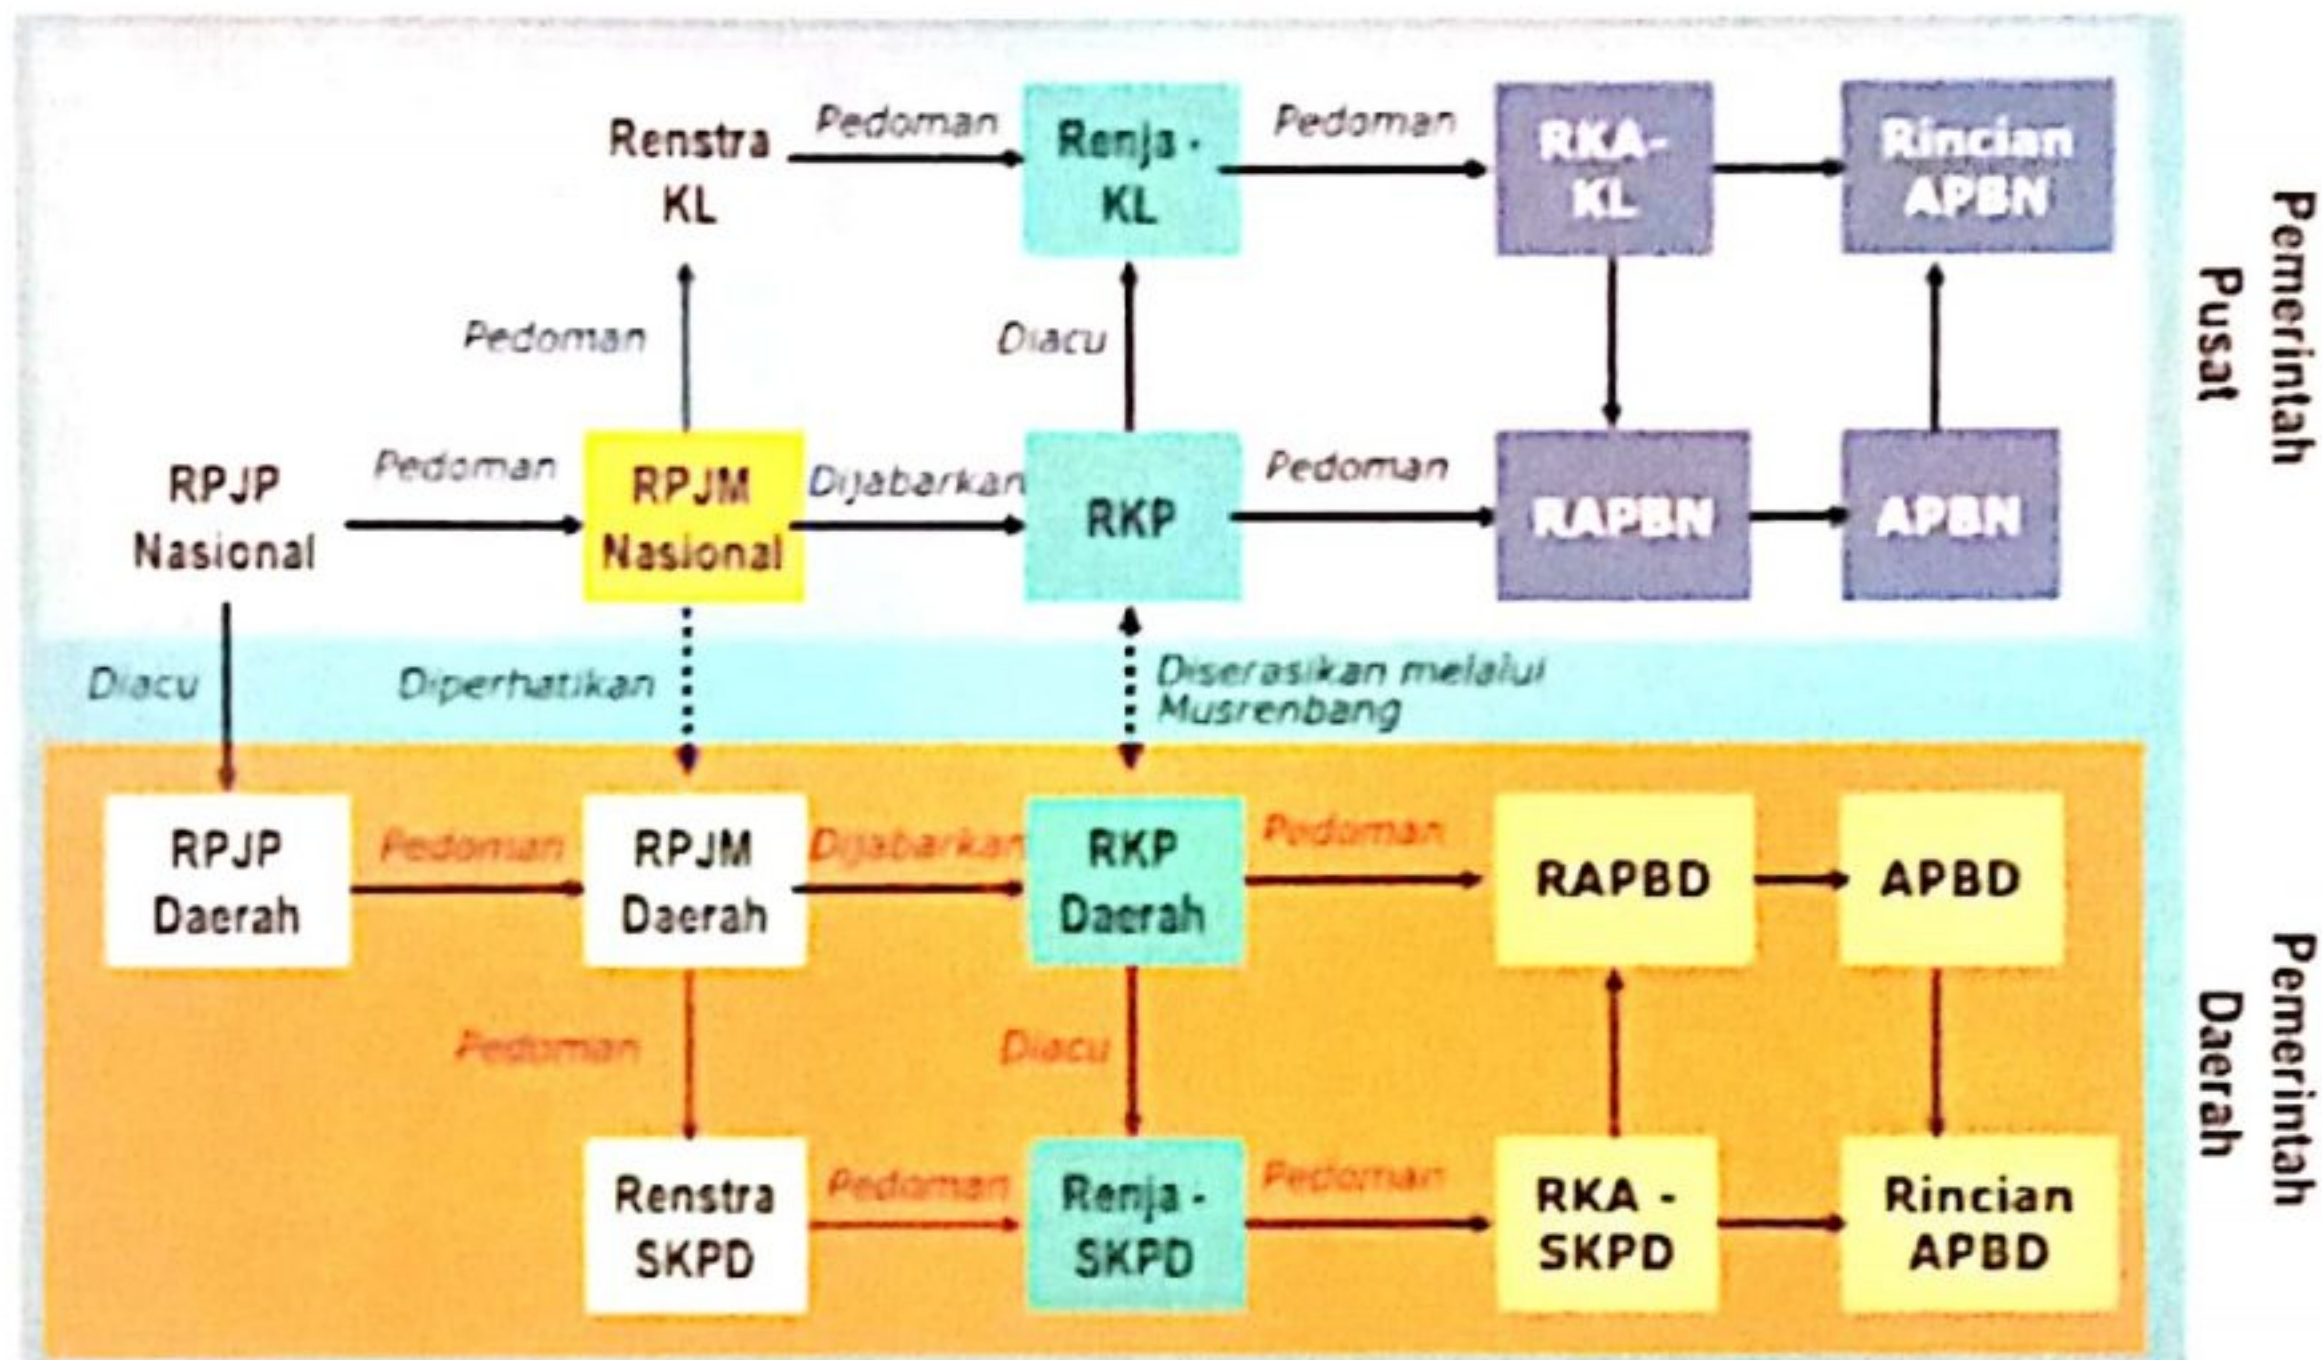 Renstra
KL
Pedoman
Renja -
KL
Pedoman
RKA-
KL
Rincian
APBN
Pedoman
Diacu
RPJP
Nasional
Pedoman
RPJM
Nasional
Dijabarkan
RKP
Pedoman
RAPBN
APBN
Pemerintah
Pusat
Diacu
Diperhatikan
Diserasikan melalui
Musrenbang
RPJP
Daerah
Pedoman
RPJM
Daerah
Dijabarkan
RKP
Daerah
Pedoman
RAPBD
APBD
Pedoman
Diacu
Renstra
SKPD
Pedoman
Renja -
SKPD
Pedoman
RKA -
SKPD
Rincian
APBD
Pemerintah
Daerah